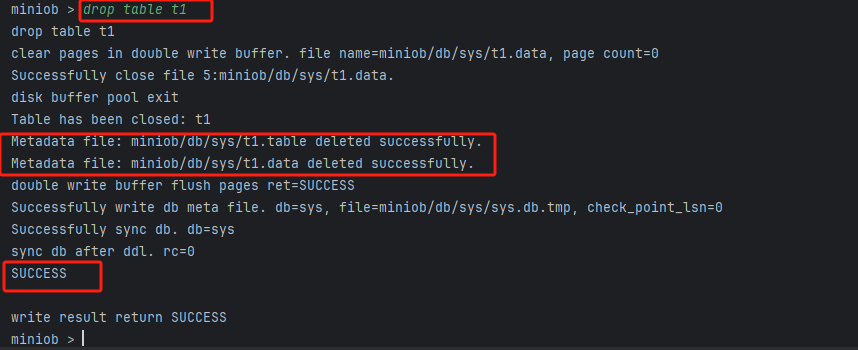 miniob > drop table t1
drop table t1
clear pages in double write buffer. file name=miniob/db/sys/t1.data, page count=0
Successfully close file 5:miniob/db/sys/t1.data.
disk buffer pool exit
Table has been closed: t1
Metadata file: miniob/db/sys/t1.table deleted successfully.
Metadata file: miniob/db/sys/t1.data deleted successfully.
double write buffer flush pages ret=SUCCESS
Successfully write db meta file. db=sys, file=miniob/db/sys/sys.db.tmp, check_point_lsn=0
Successfully sync db. db=sys
sync db after ddl. rc=0
SUCCESS
write result return SUCCESS
miniob >